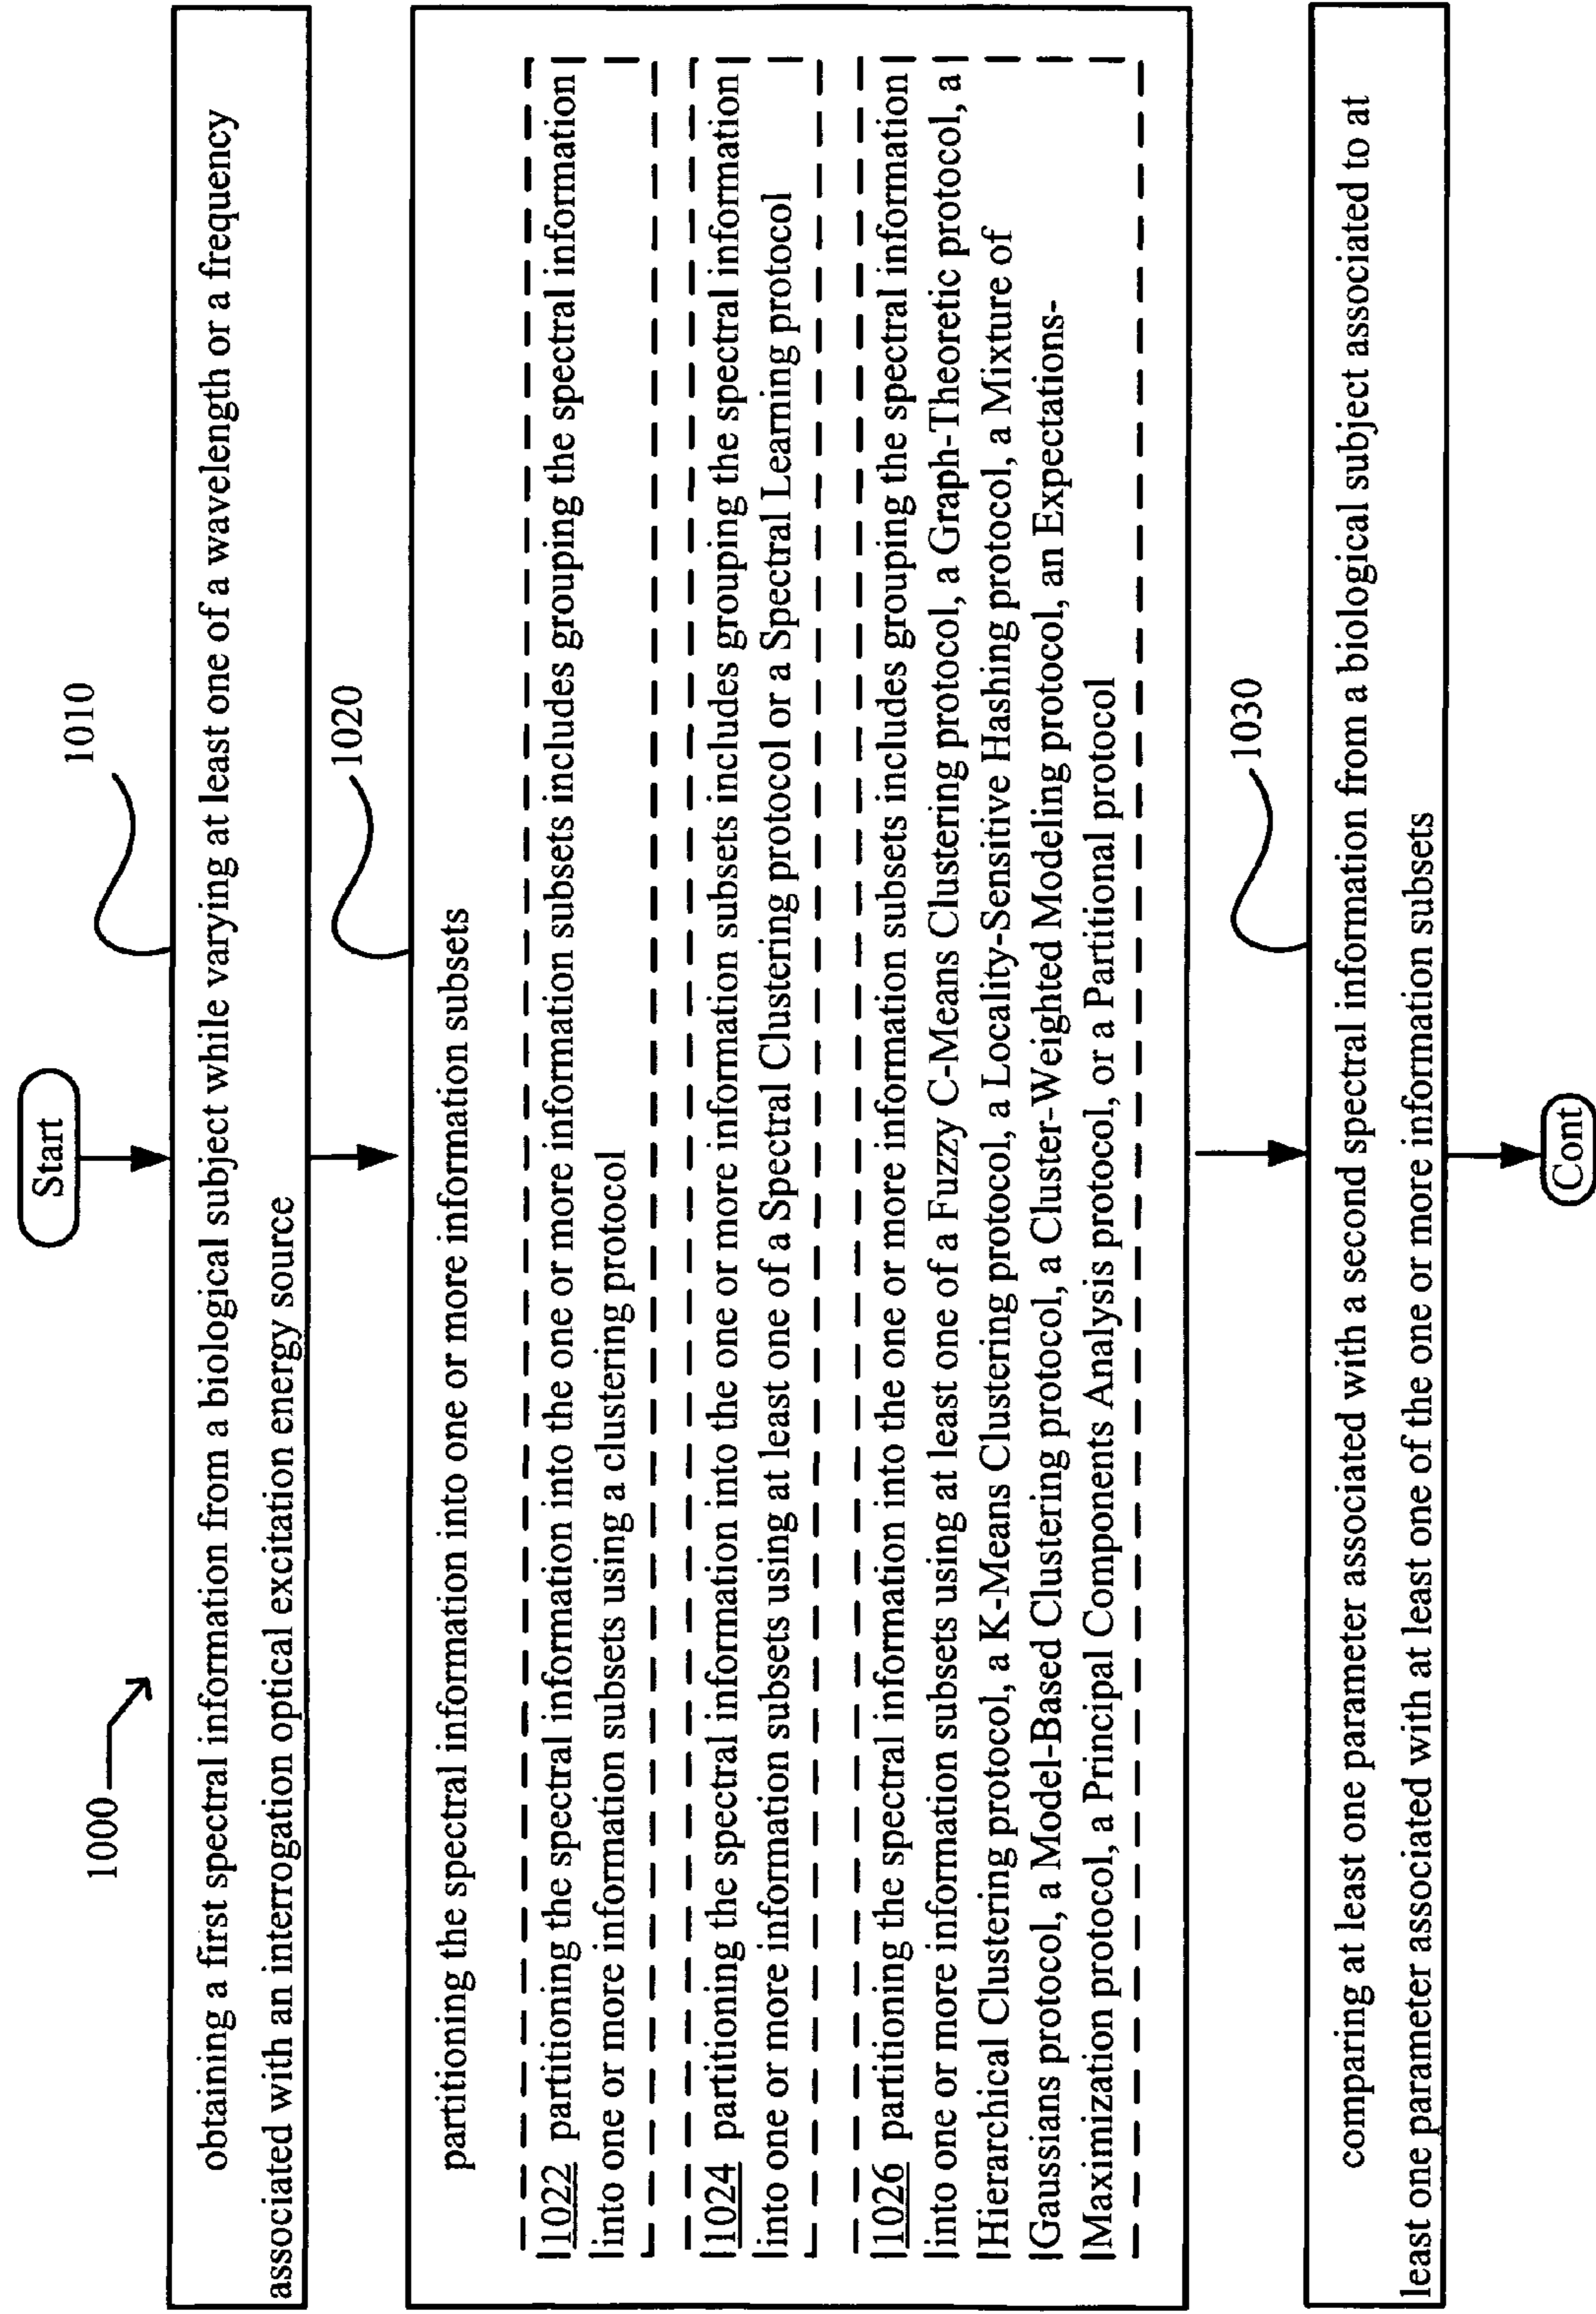 1000
Start
1010
obtaining a first spectral information from a biological subject while varying at least one of a wavelength or a frequency
associated with an interrogation optical excitation energy source
1020
partitioning the spectral information into one or more information subsets
1022 partitioning the spectral information into the one or more information subsets includes grouping the spectral information
into one or more information subsets using a clustering protocol
1024 partitioning the spectral information into the one or more information subsets includes grouping the spectral information
into one or more information subsets using at least one of a Spectral Clustering protocol or a Spectral Learning protocol
1026 partitioning the spectral information into the one or more information subsets includes grouping the spectral information
into one or more information subsets using at least one of a Fuzzy C-Means Clustering protocol, a Graph-Theoretic protocol, a
Hierarchical Clustering protocol, a K-Means Clustering protocol, a Locality-Sensitive Hashing protocol, a Mixture of
Gaussians protocol, a Model-Based Clustering protocol, a Cluster-Weighted Modeling protocol, an Expectations-
Maximization protocol, a Principal Components Analysis protocol, or a Partitional protocol
1030
comparing at least one parameter associated with a second spectral information from a biological subject associated to at
least one parameter associated with at least one of the one or more information subsets
Cont